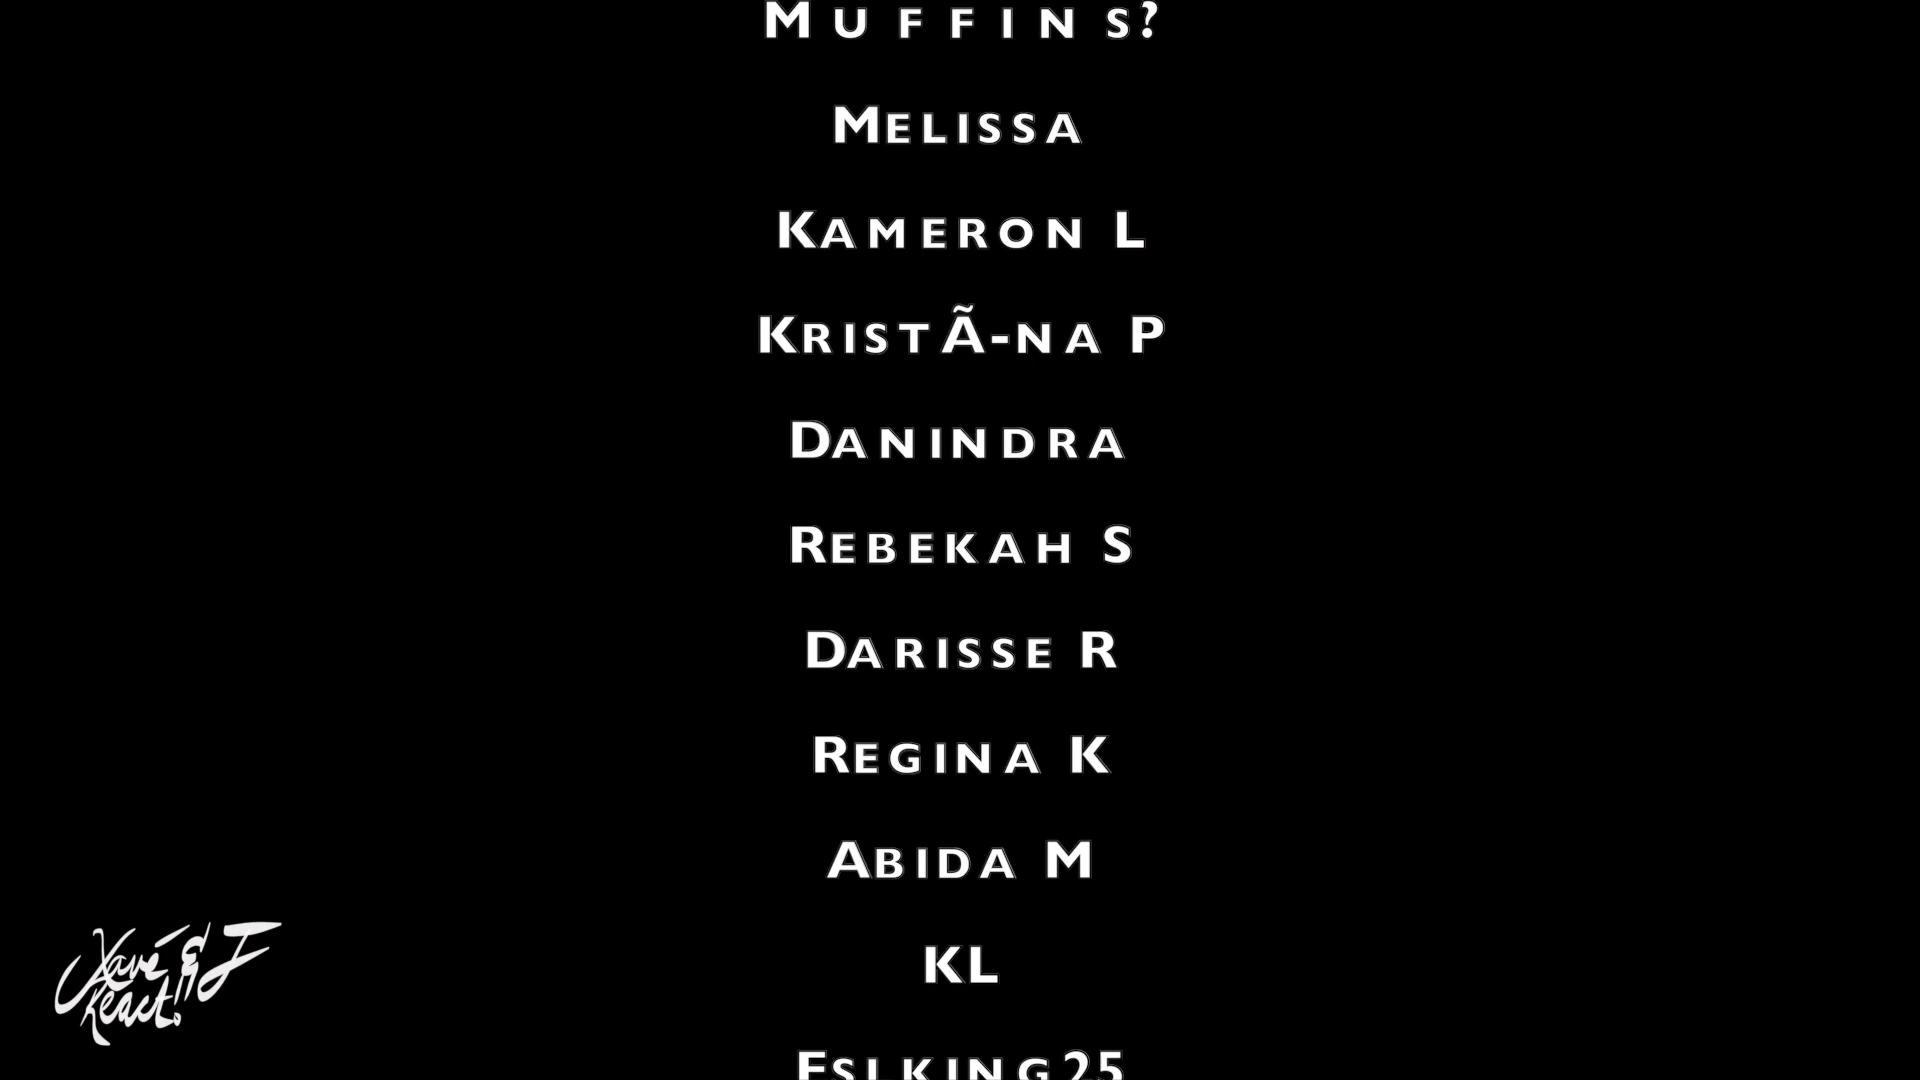 MUFFINS?
MELISSA
KAMERON L
KRISTÃ-NA P
DANINDRA
REBEKAH S
DARISSE R
REGINA K
ABIDA M
KL
Xavé & J
React!!